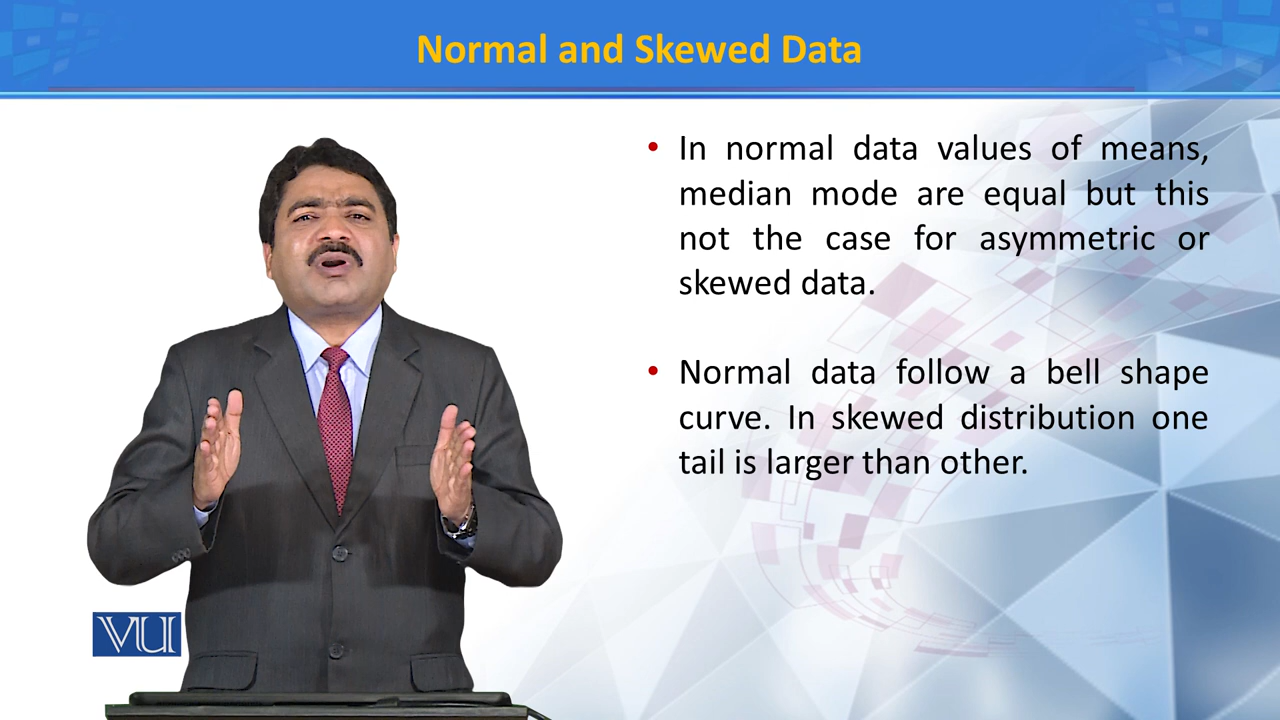 Normal and Skewed Data
• In normal data values of means,
median mode are equal but this
not the case for asymmetric or
skewed data.
• Normal data follow a bell shape
curve. In skewed distribution one
tail is larger than other.
VU